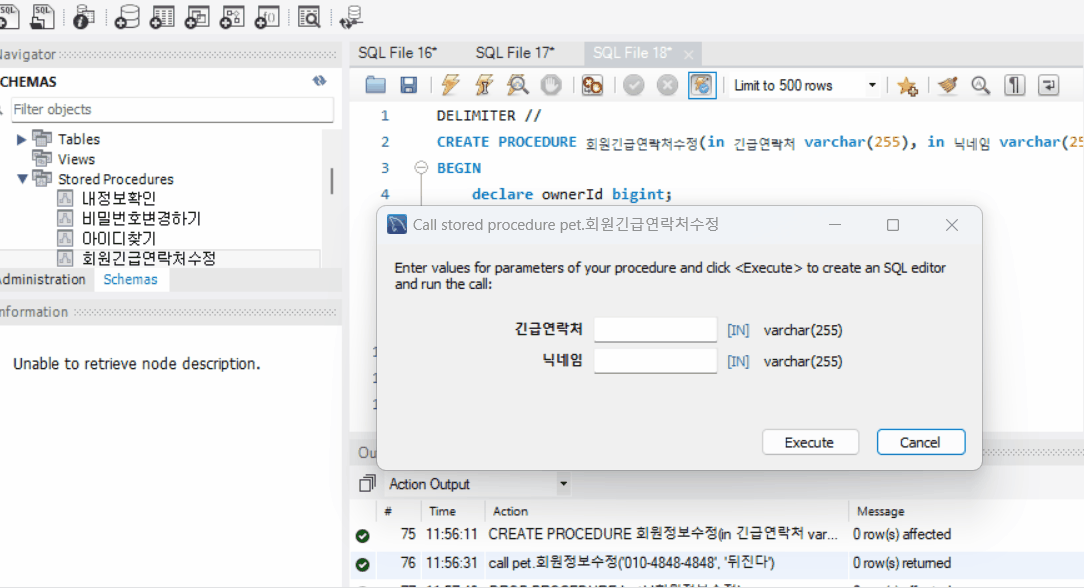 SQL SQL
Navigator
SCHEMAS
Filter objects
Tables
Views
Stored Procedures
내정보확인
비밀번호변경하기
아이디찾기
회원긴급연락처수정
Administration Schemas
Information
Unable to retrieve node description.
SQL File 16* SQL File 17* SQL File 18*
Limit to 500 rows
1 DELIMITER //
2 CREATE PROCEDURE 회원긴급연락처수정(in 긴급연락처 varchar(255), in 닉네임 varchar(25
3 BEGIN
4 declare ownerId bigint;
Call stored procedure pet.회원긴급연락처수정
Enter values for parameters of your procedure and click <Execute> to create an SQL editor
and run the call:
긴급연락처 [IN] varchar(255)
닉네임 [IN] varchar(255)
Execute Cancel
Ou
Action Output
# Time Action Message
75 11:56:11 CREATE PROCEDURE 회원정보수정(in 긴급연락처 var... 0 row(s) affected
76 11:56:31 call pet.회원정보수정('010-4848-4848', '뒤진다') 0 row(s) returned